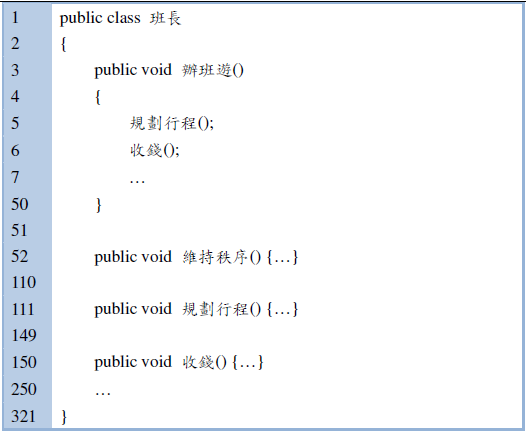 1 public class 班長
2 {
3 public void 辦班遊()
4 {
5 規劃行程();
6 收錢();
7 …
50 }
51
52 public void 維持秩序() {…}
110
111 public void 規劃行程() {…}
149
150 public void 收錢() {…}
250 …
321 }